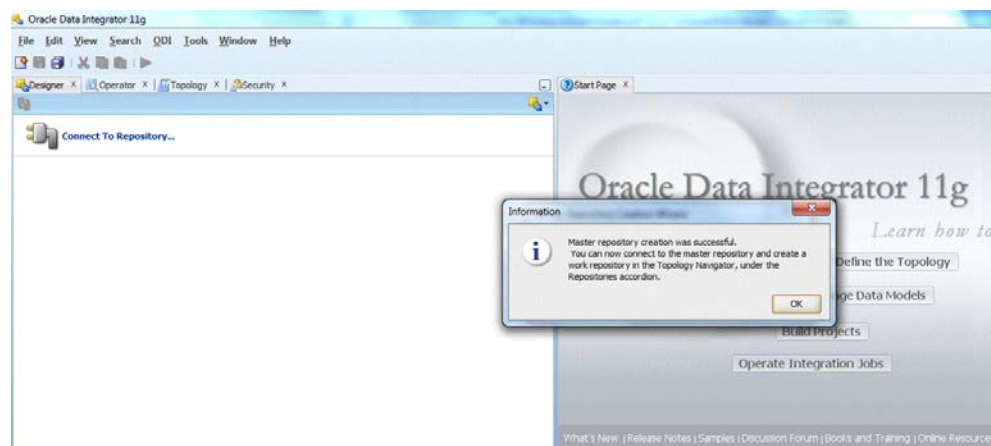 Oracle Data Integrator 11g
File Edit View Search ODI Tools Window Help
Designer Operator Topology Security
Start Page
Connect To Repository...
Oracle Data Integrator 11g
Learn how to
Information
Master repository creation was successful.
You can now connect to the master repository and create a
work repository in the Topology Navigator, under the
Repositories accordion.
OK
Define the Topology
ge Data Models
Build Projects
Operate Integration Jobs
What's New | Release Notes | Samples | Discussion Forum | Books and Training | Online Resource